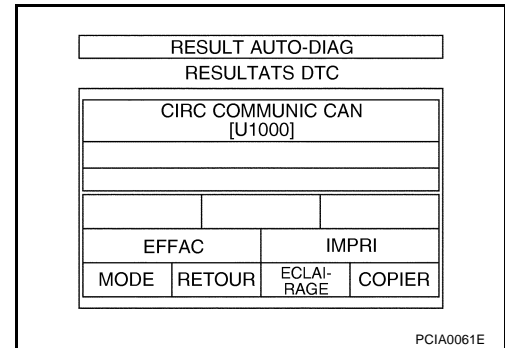 RESULT AUTO-DIAG
RESULTATS DTC
CIRC COMMUNIC CAN
[U1000]
EFFAC IMPRI
MODE RETOUR ECLAI-
RAGE COPIER
PCIA0061E